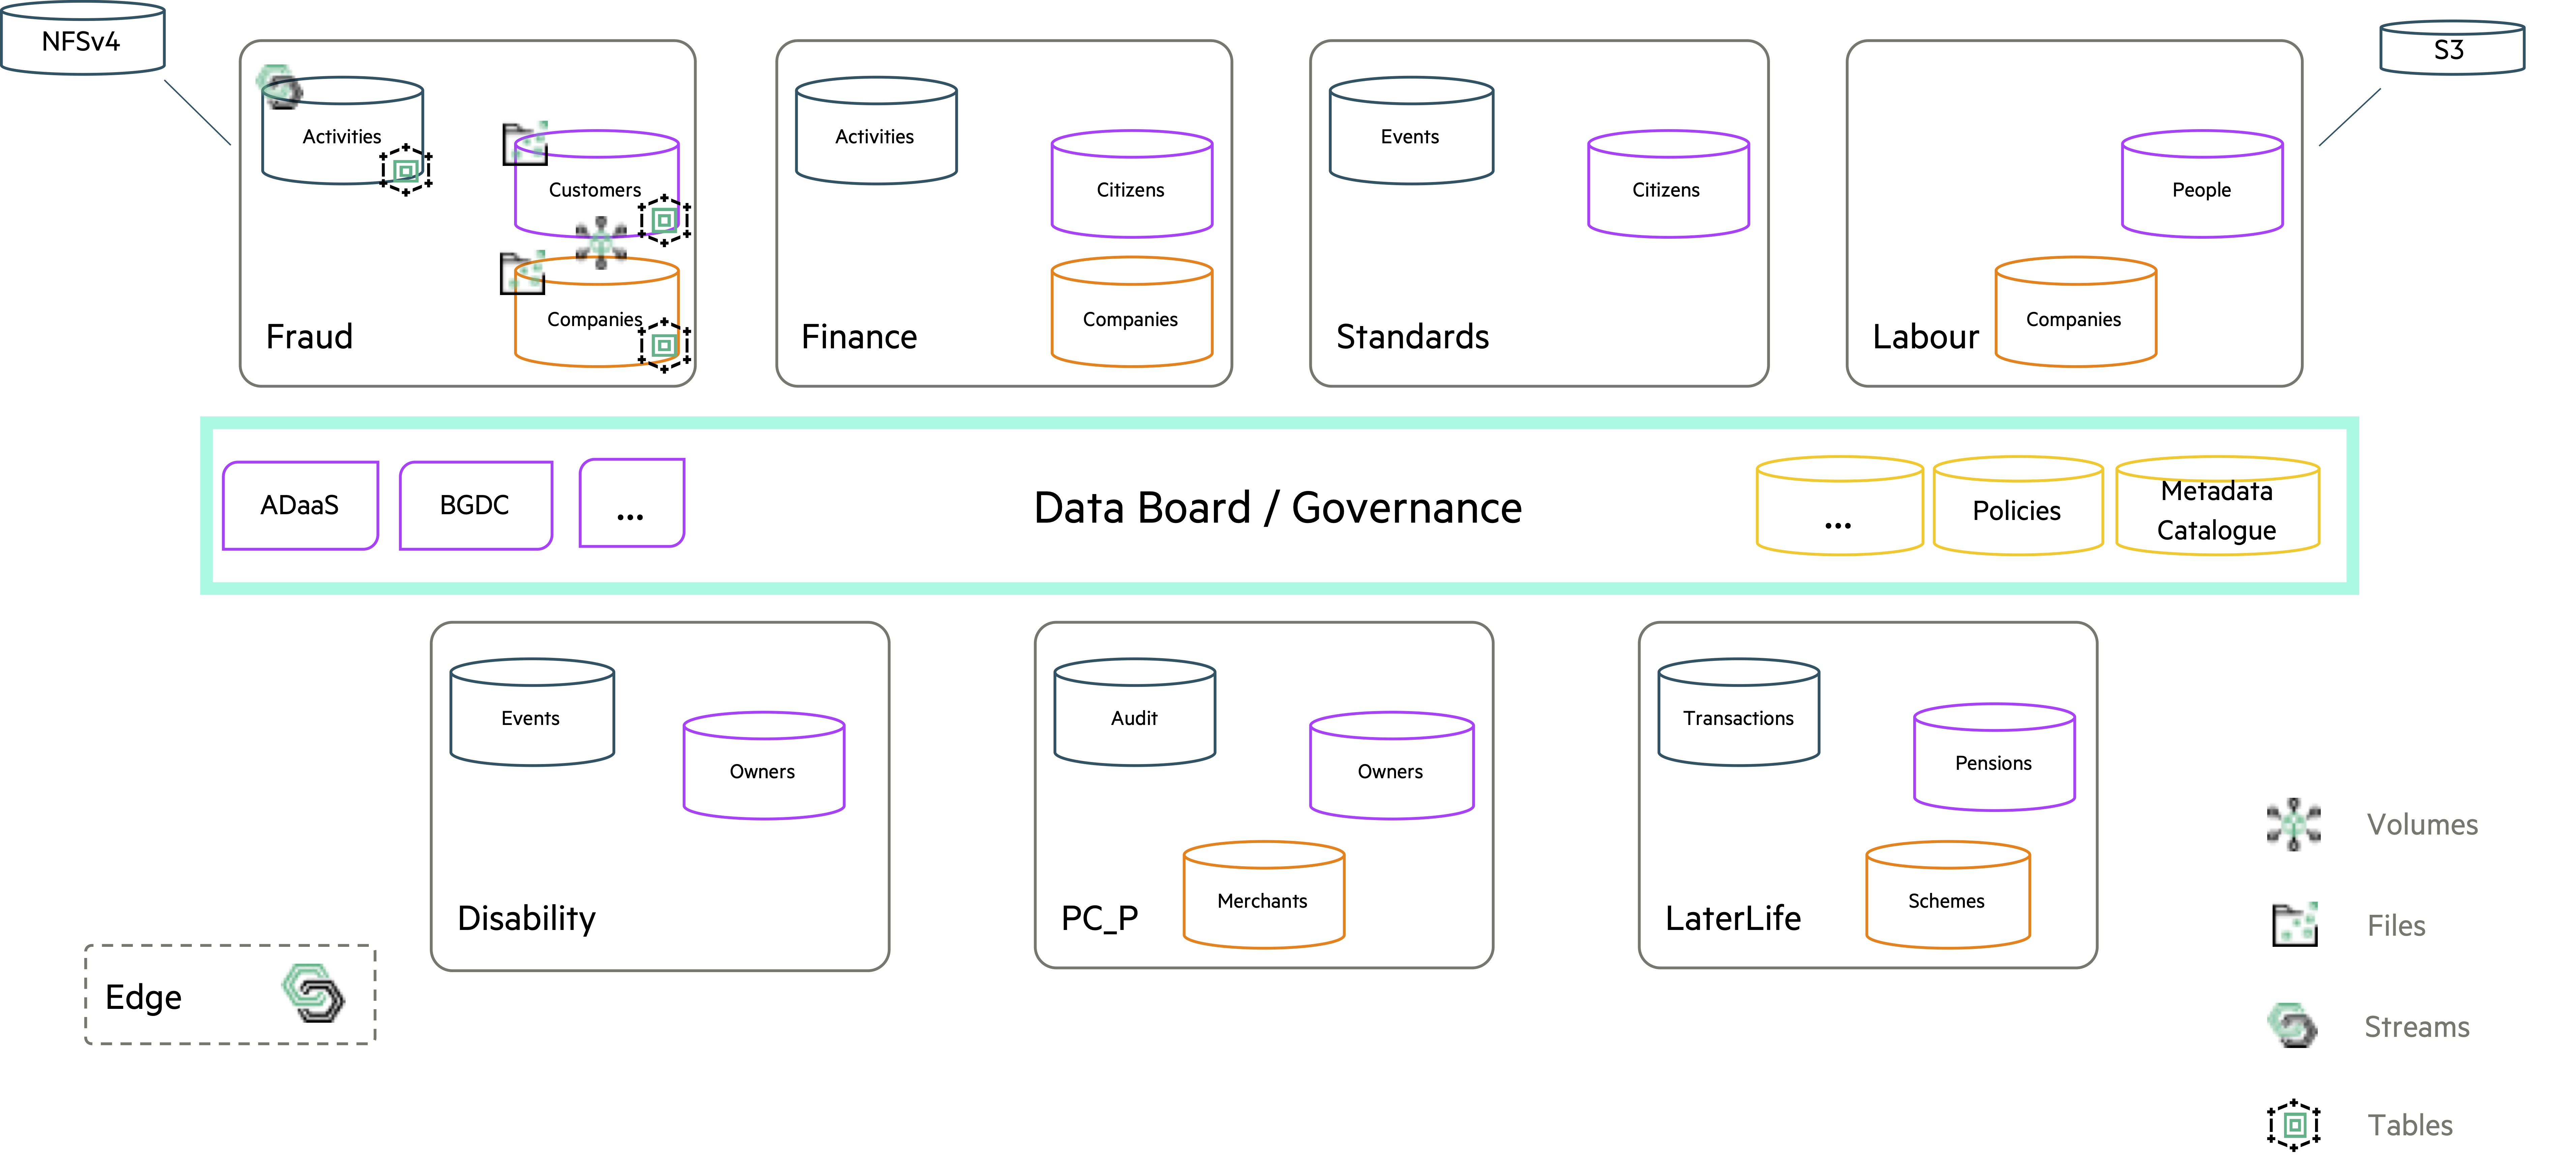 NFSv4
S3
Activities
Customers
Companies
Fraud
Activities
Citizens
Companies
Finance
Events
Citizens
Standards
People
Companies
Labour
ADaaS
BGDC
...
Data Board / Governance
...
Policies
Metadata
Catalogue
Events
Owners
Disability
Audit
Owners
Merchants
PC_P
Transactions
Pensions
Schemes
LaterLife
Edge
Volumes
Files
Streams
Tables